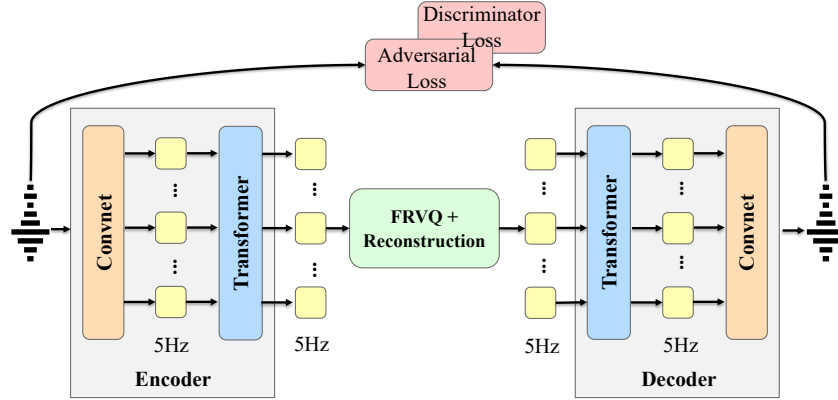 Discriminator
Loss
Adversarial
Loss
Convnet
...
...
5Hz
Transformer
Encoder
...
...
5Hz
FRVQ +
Reconstruction
...
...
5Hz
Transformer
...
...
5Hz
Convnet
Decoder